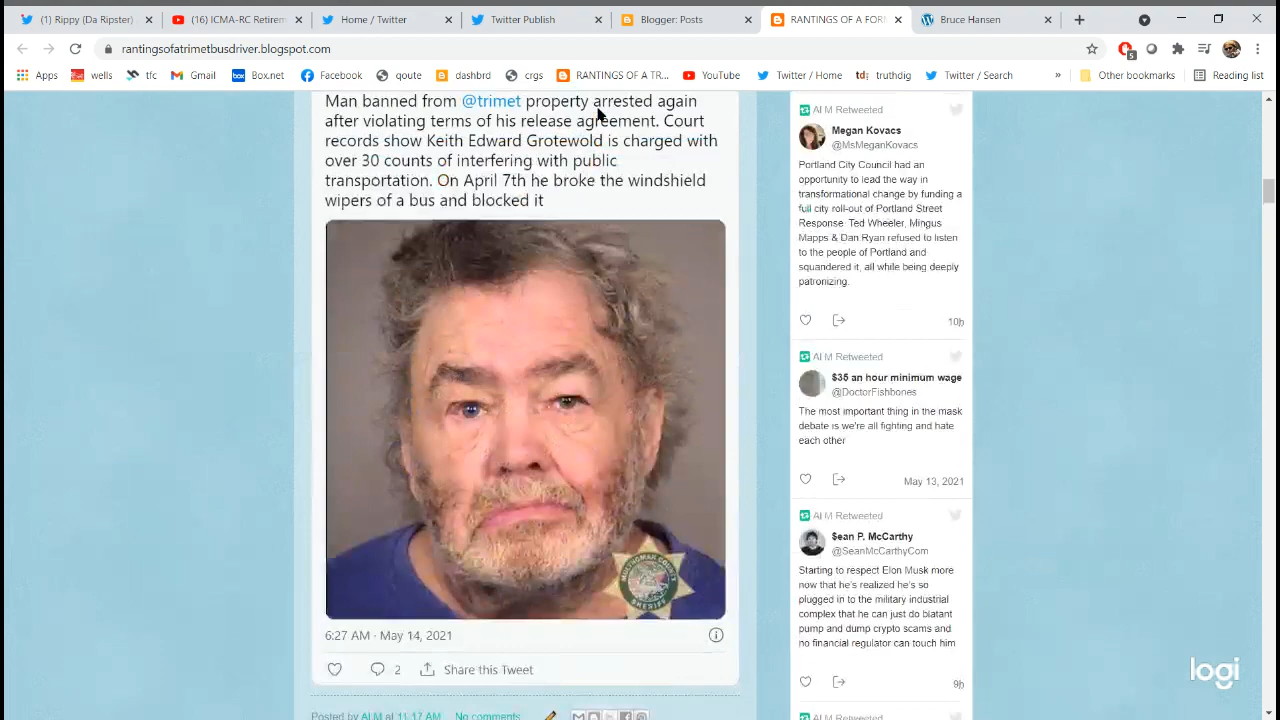 (1) Rippy (Da Ripster)
(16) ICMA-RC Retirem
Home / Twitter
Twitter Publish
Blogger: Posts
RANTINGS OF A FOR
Bruce Hansen
rantingsofatrimetbusdriver.blogspot.com
5
Apps
wells
tfc
Gmail
box
Box.net
Facebook
qoute
dashbrd
crgs
RANTINGS OF A TR...
YouTube
Twitter / Home
truthdig
Twitter / Search
»
Other bookmarks
Reading list
Man banned from @trimet property arrested again
after violating terms of his release agreement. Court
records show Keith Edward Grotewold is charged with
over 30 counts of interfering with public
transportation. On April 7th he broke the windshield
wipers of a bus and blocked it
MULTNOMAH COUNTY
SHERIFF
6:27 AM · May 14, 2021
2
Share this Tweet
Posted by Al M at 11:17 AM
No comments:
Al M Retweeted
Megan Kovacs
@MsMeganKovacs
Portland City Council had an
opportunity to lead the way in
transformational change by funding a
full city roll-out of Portland Street
Response. Ted Wheeler, Mingus
Mapps & Dan Ryan refused to listen
to the people of Portland and
squandered it, all while being deeply
patronizing.
10h
Al M Retweeted
$35 an hour minimum wage
@DoctorFishbones
The most important thing in the mask
debate is we're all fighting and hate
each other
May 13, 2021
Al M Retweeted
$ean P. McCarthy
@SeanMcCarthyCom
Starting to respect Elon Musk more
now that he's realized he's so
plugged in to the military industrial
complex that he can just do blatant
pump and dump crypto scams and
no financial regulator can touch him
9h
Al M Retweeted
logi